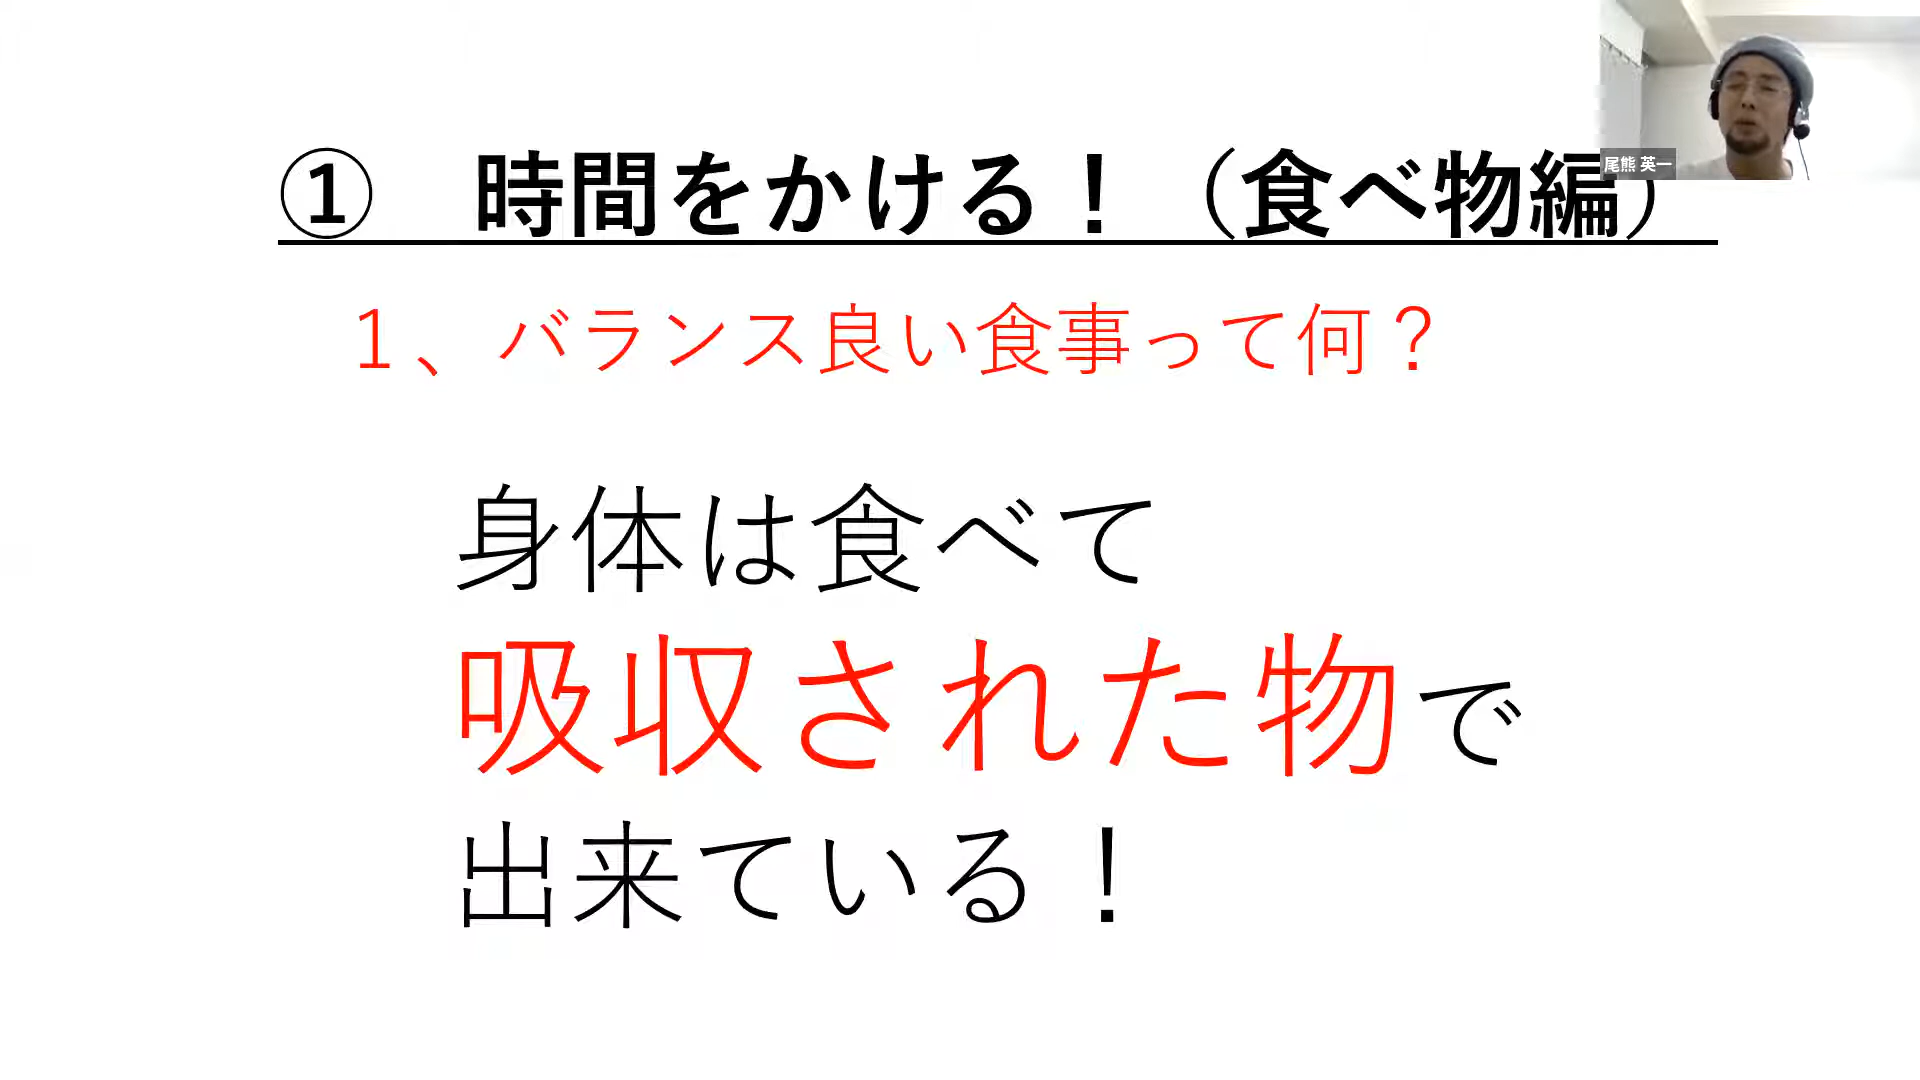 ①　時間をかける！（食べ物編）
尾熊 英一
１、バランス良い食事って何？
身体は食べて
吸収された物で
出来ている！